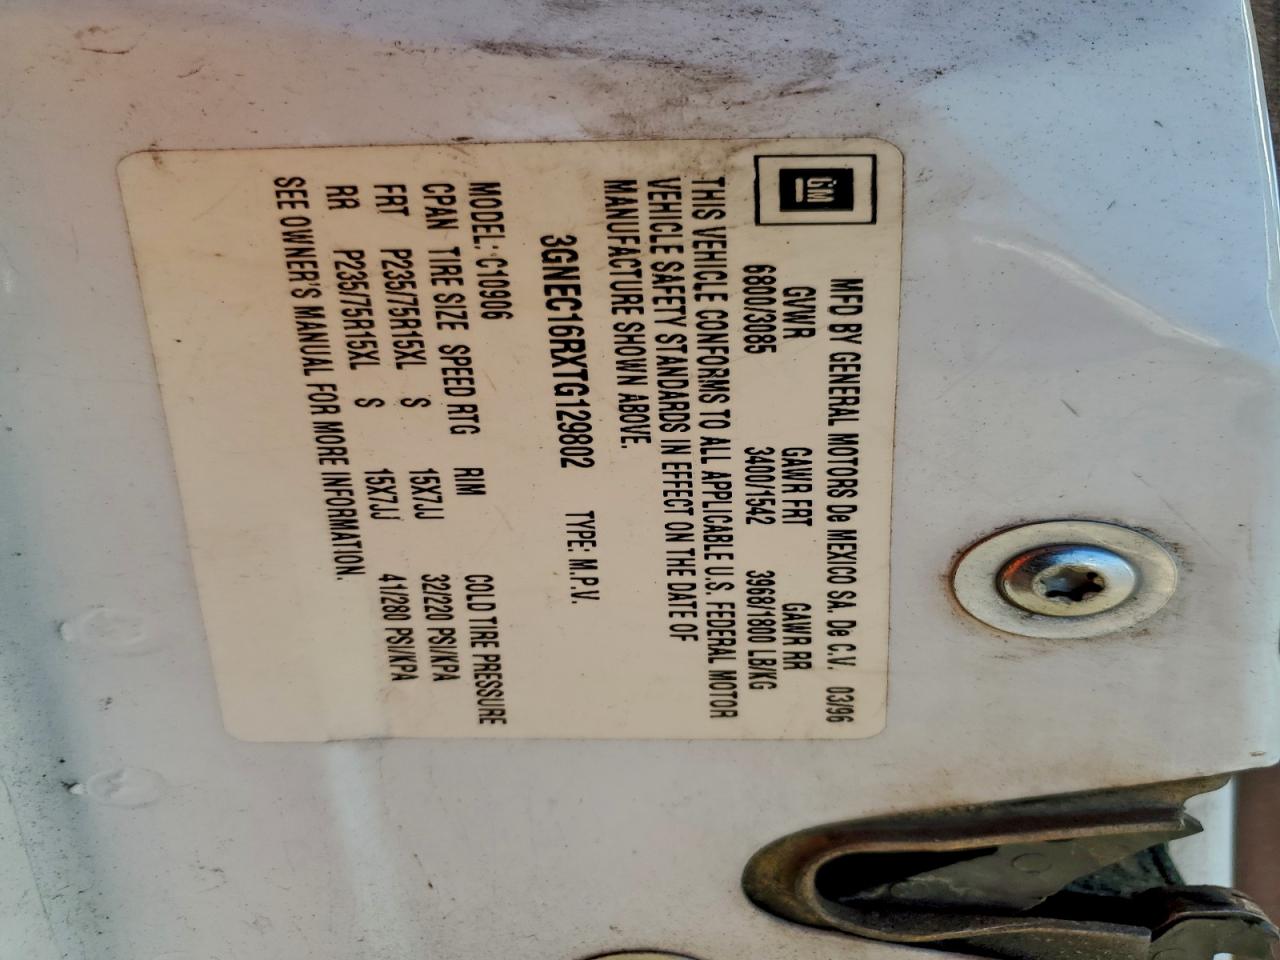 GM
MFD BY GENERAL MOTORS De MEXICO SA. De C.V. 03/96
GVWR GAWR FRT GAWR RR
6800/3085 3400/1542 3968/1800 LB/KG
THIS VEHICLE CONFORMS TO ALL APPLICABLE U.S. FEDERAL MOTOR
VEHICLE SAFETY STANDARDS IN EFFECT ON THE DATE OF
MANUFACTURE SHOWN ABOVE.
3GNEC16RXTG129802 TYPE: M.P.V.
MODEL: C10906
CPAN TIRE SIZE SPEED RTG RIM COLD TIRE PRESSURE
FRT P235/75R15XL S 15X7JJ 32/220 PSI/KPA
RR P235/75R15XL S 15X7JJ 41/280 PSI/KPA
SEE OWNER'S MANUAL FOR MORE INFORMATION.